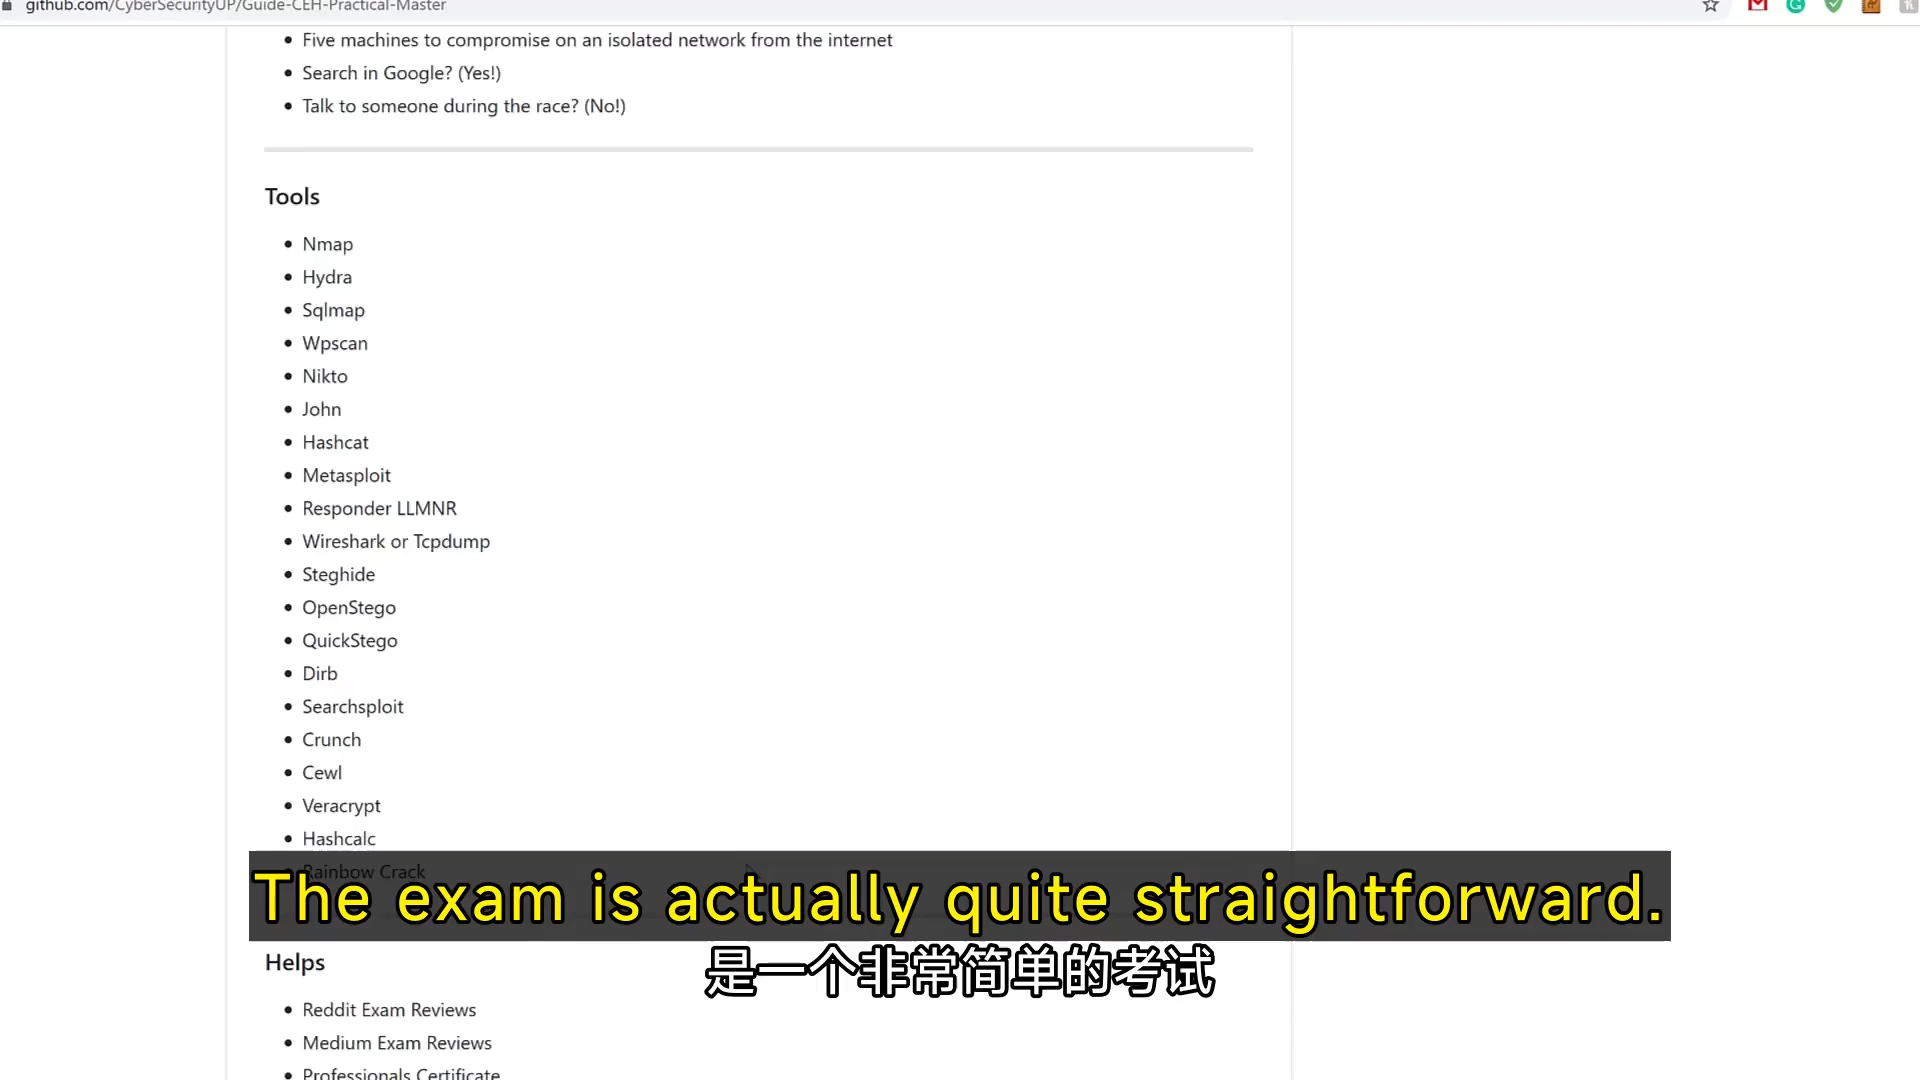 github.com/CyberSecurityUP/Guide-CEH-Practical-Master
Five machines to compromise on an isolated network from the internet
Search in Google? (Yes!)
Talk to someone during the race? (No!)
Tools
Nmap
Hydra
Sqlmap
Wpscan
Nikto
John
Hashcat
Metasploit
Responder LLMNR
Wireshark or Tcpdump
Steghide
OpenStego
QuickStego
Dirb
Searchsploit
Crunch
Cewl
Veracrypt
Hashcalc
Rainbow Crack
The exam is actually quite straightforward.
是一个非常简单的考试
Helps
Reddit Exam Reviews
Medium Exam Reviews
Professionals Certificate